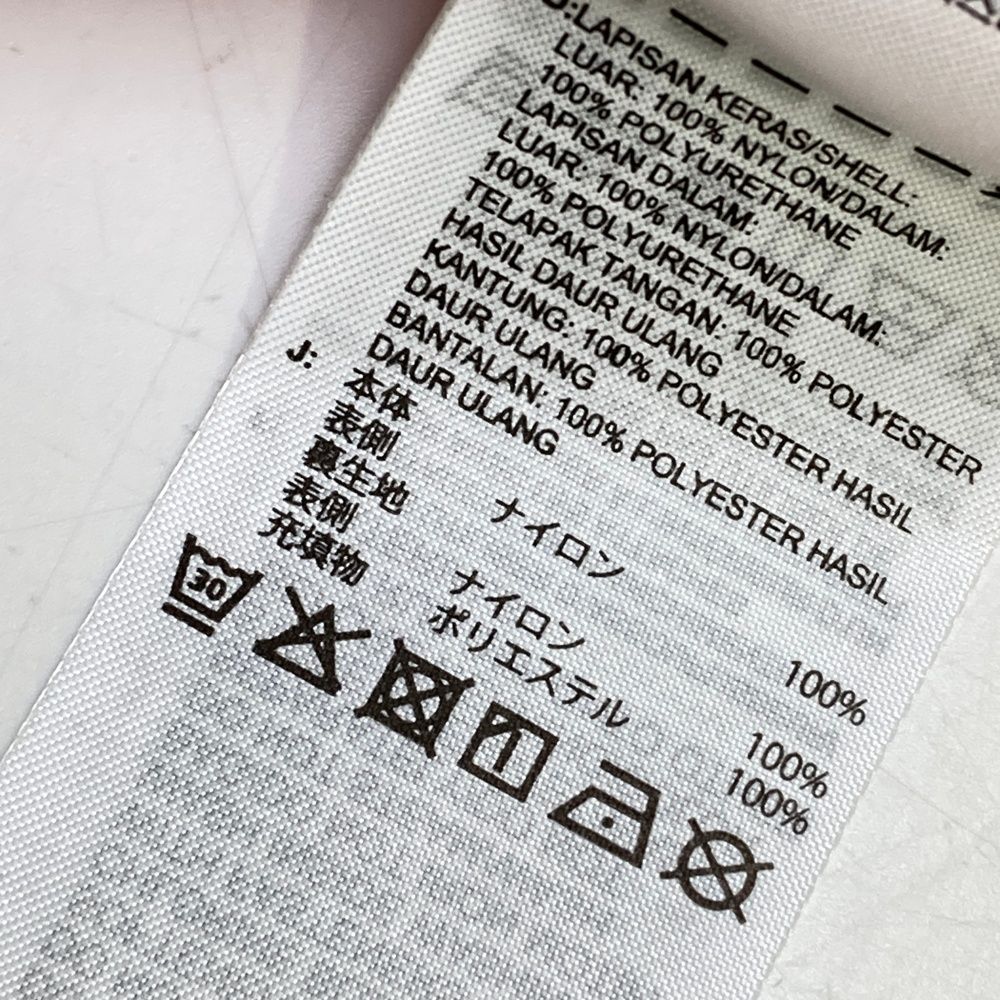 D:LAPISAN KERAS/SHELL:
LUAR: 100% NYLON/DALAM:
100% POLYURETHANE
LAPISAN DALAM:
LUAR: 100% NYLON/DALAM:
100% POLYURETHANE
TELAPAK TANGAN: 100% POLYESTER
HASIL DAUR ULANG
KANTUNG: 100% POLYESTER HASIL
DAUR ULANG
BANTALAN: 100% POLYESTER HASIL
DAUR ULANG
J:
本体
表側 ナイロン 100%
裏生地
表側 ナイロン 100%
充填物 ポリエステル 100%
30